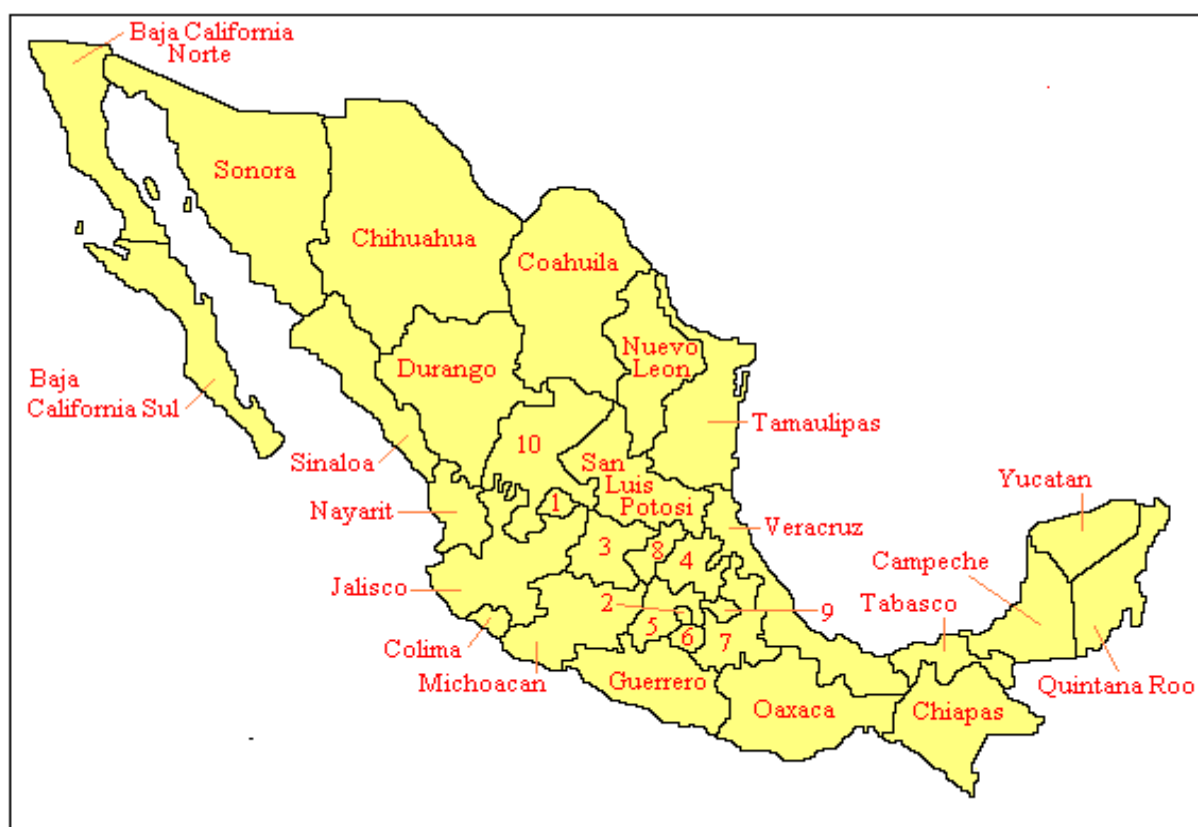 Baja California
Norte
Sonora
Chihuahua
Coahuila
Nuevo
Leon
Durango
Baja
California Sul
Tamaulipas
10
San
Sinaloa
Luis
Yucatan
1
Potosi
Nayarit
Veracruz
3
8
4
Campeche
Jalisco
2
9
Tabasco
5
6
7
Colima
Michoacan
Guerrero
Quintana Roo
Oaxaca
Chiapas